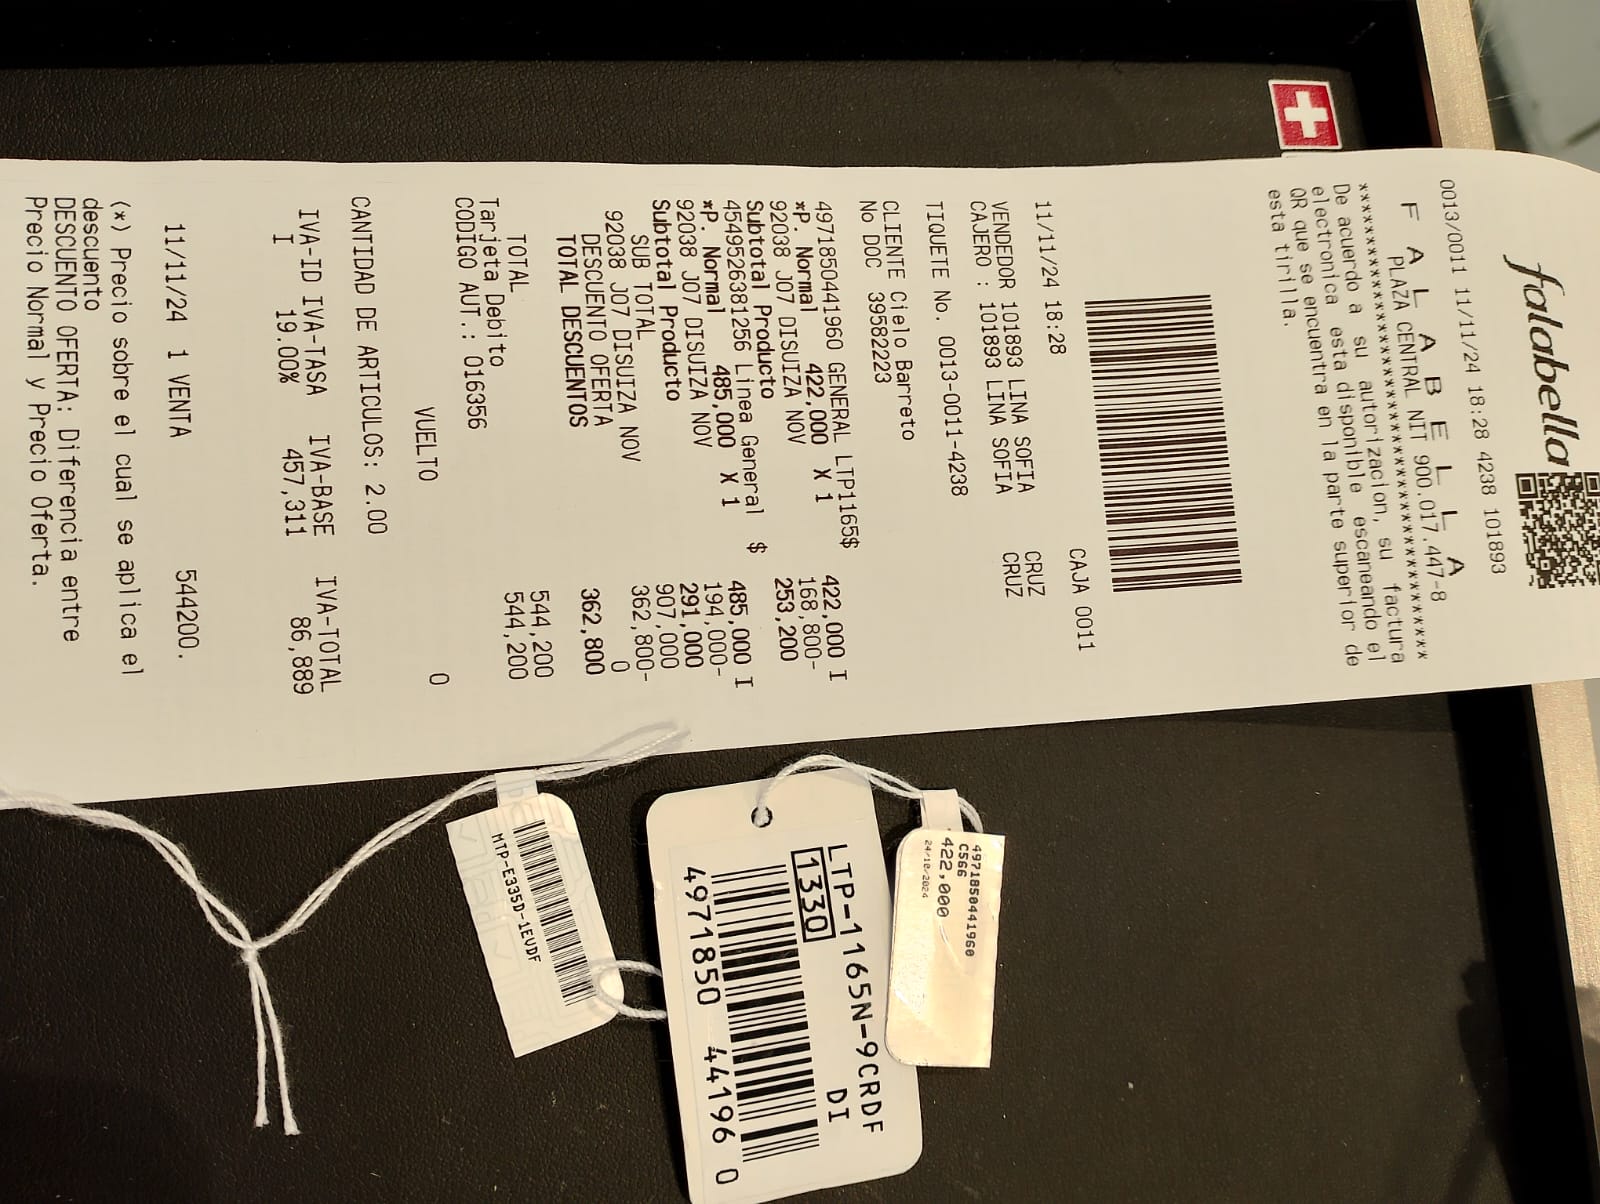 falabella
0013/0011 11/11/24 18:28 4238 101893
F A L A B E L L A
PLAZA CENTRAL NIT 900.017.447-8
****************************************
De acuerdo a su autorizacion, su factura
electronica esta disponible escaneando el
QR que se encuentra en la parte superior de
esta tirilla.
CAJA 0011
11/11/24 18:28
VENDEDOR 101893 LINA SOFIA CRUZ
CAJERO : 101893 LINA SOFIA CRUZ
TIQUETE No. 0013-0011-4238
CLIENTE Cielo Barreto
No DOC 39582223
4971850441960 GENERAL LTP1165$
*P. Normal 422,000 X 1 422,000 I
92038 J07 DISUIZA NOV 168,800-
Subtotal Producto 253,200
4549526381256 Linea General $
*P. Normal 485,000 X 1 485,000 I
92038 J07 DISUIZA NOV 194,000-
Subtotal Producto 291,000
SUB TOTAL 907,000
92038 J07 DISUIZA NOV 362,800-
DESCUENTO OFERTA 0
TOTAL DESCUENTOS 362,800
TOTAL 544,200
Tarjeta Debito 544,200
CODIGO AUT.: 016356
VUELTO 0
CANTIDAD DE ARTICULOS: 2.00
IVA-ID IVA-TASA IVA-BASE IVA-TOTAL
I 19.00% 457,311 86,889
11/11/24 1 VENTA 544200.
(*) Precio sobre el cual se aplica el
descuento
DESCUENTO OFERTA: Diferencia entre
Precio Normal y Precio Oferta.
4971850441960
C566
422,000
24/10/2024
LTP-1165N-9CRDF
1330 DI
4971850 44196 0
MTP-E335D-1EVDF